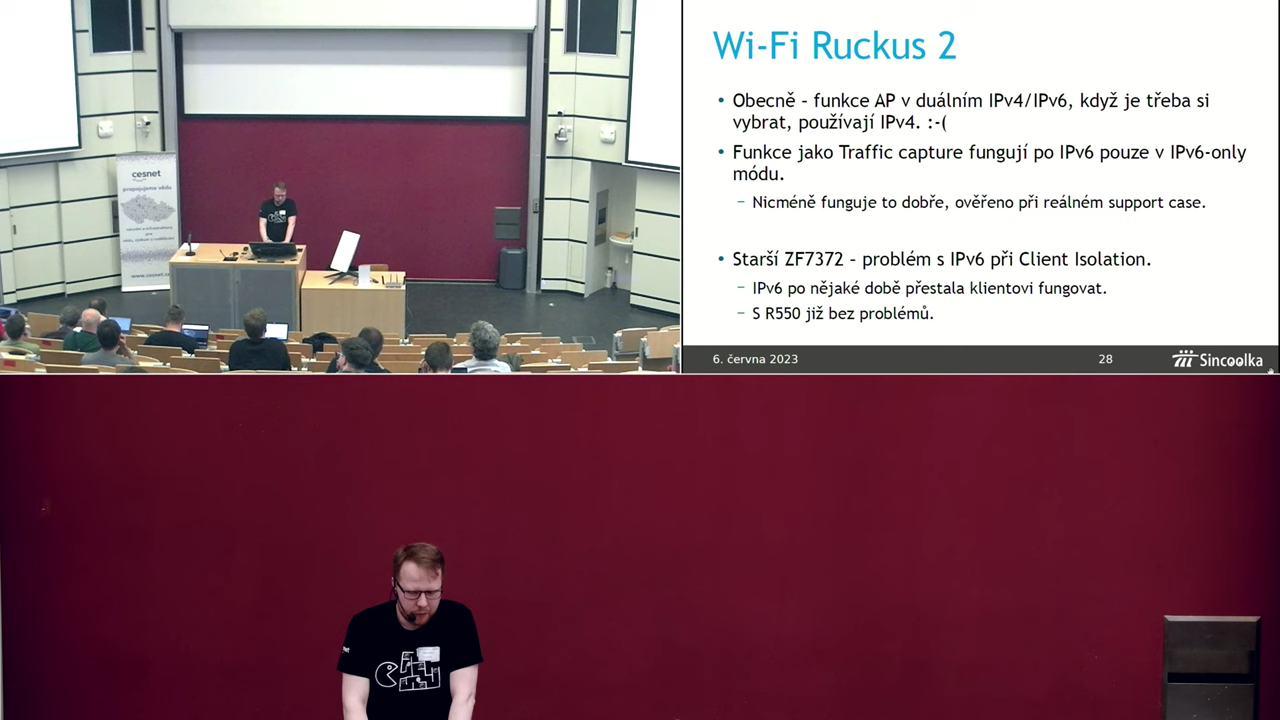 cesnet
propojujeme vědu
www.cesnet.c
Wi-Fi Ruckus 2
• Obecně – funkce AP v duálním IPv4/IPv6, když je třeba si
vybrat, používají IPv4. :-(
• Funkce jako Traffic capture fungují po IPv6 pouze v IPv6-only
módu.
– Nicméně funguje to dobře, ověřeno při reálném support case.
• Starší ZF7372 – problém s IPv6 při Client Isolation.
– IPv6 po nějaké době přestala klientovi fungovat.
– S R550 již bez problémů.
6. června 2023
28
Sincoolka